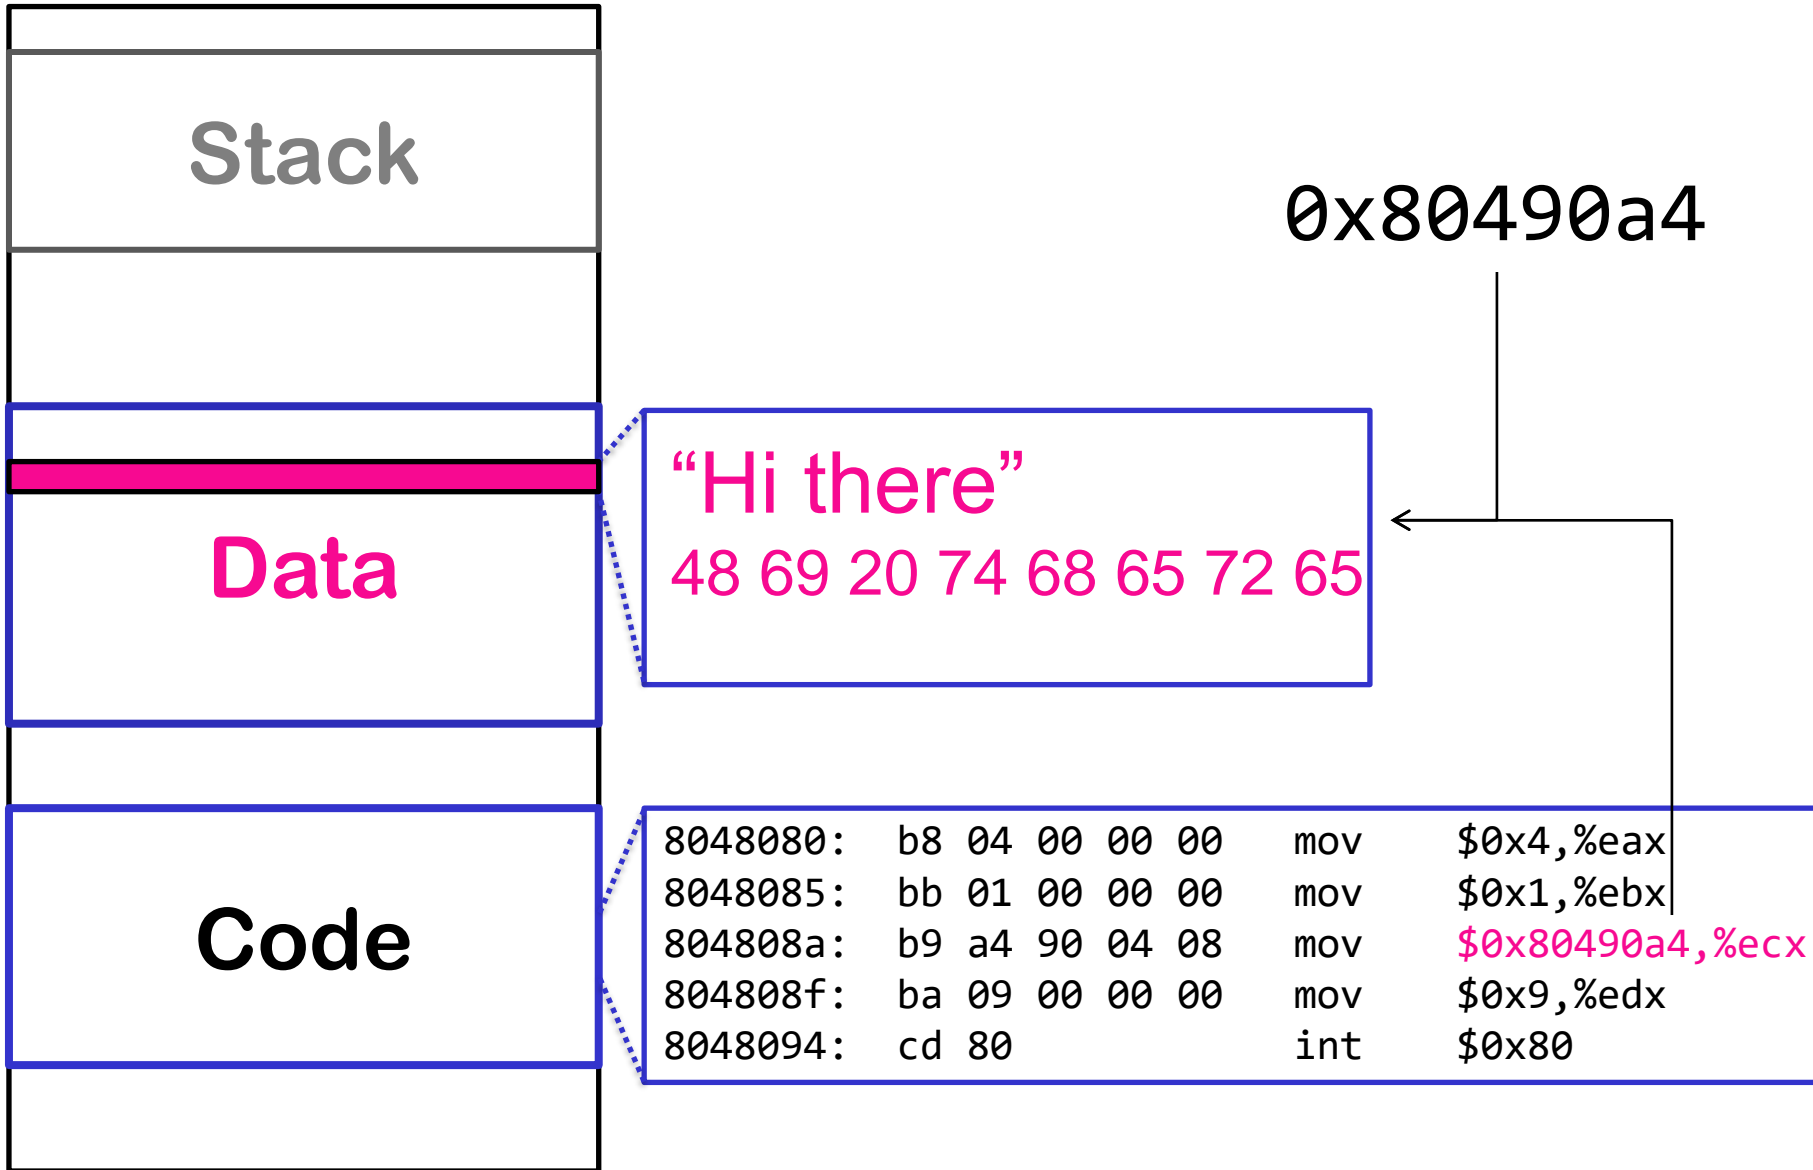 Stack
0x80490a4
“Hi there”
48 69 20 74 68 65 72 65
Data
Code
8048080: b8 04 00 00 00 mov $0x4,%eax
8048085: bb 01 00 00 00 mov $0x1,%ebx
804808a: b9 a4 90 04 08 mov $0x80490a4,%ecx
804808f: ba 09 00 00 00 mov $0x9,%edx
8048094: cd 80 int $0x80